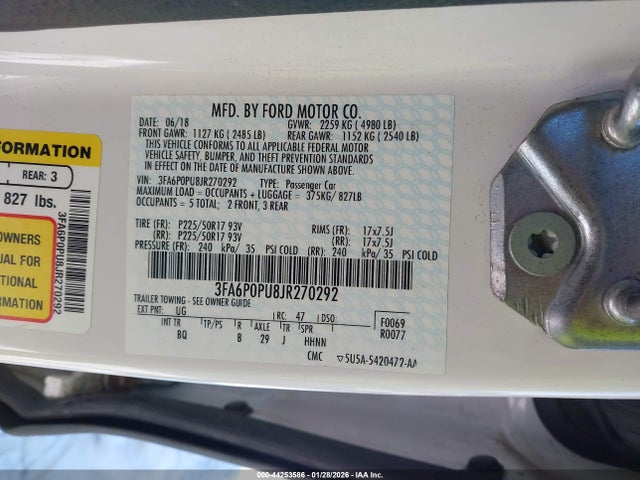 MFD. BY FORD MOTOR CO.
DATE: 06/18 GVWR: 2259 KG ( 4980 LB)
FRONT GAWR: 1127 KG ( 2485 LB) REAR GAWR: 1152 KG ( 2540 LB)
THIS VEHICLE CONFORMS TO ALL APPLICABLE FEDERAL MOTOR
VEHICLE SAFETY, BUMPER, AND THEFT PREVENTION STANDARDS
IN EFFECT ON THE DATE OF MANUFACTURE SHOWN ABOVE.
VIN: 3FA6P0PU8JR270292 TYPE: Passenger Car
MAXIMUM LOAD = OCCUPANTS + LUGGAGE = 375KG/ 827LB
OCCUPANTS = 5 TOTAL; 2 FRONT, 3 REAR
TIRE (FR): P225/50R17 93V RIMS (FR): 17x7.5J
(RR): P225/50R17 93V (RR): 17x7.5J
PRESSURE (FR): 240 kPa/ 35 PSI COLD (RR) 240 kPa/ 35 PSI COLD
3FA6P0PU8JR270292
TRAILER TOWING - SEE OWNER GUIDE
EXT PNT: UG RC: 47 DSO: F0069
R0077
INT TR TP/PS R AXLE TR SPR
BQ B 29 J HHNN
CMC ▽5U5A-5420472-AA
FORMATION
REAR: 3
827 lbs.
OWNERS
UAL FOR
TIONAL
RMATION
3FA6P0PU8JR270292
00-44253586 | 01/28/2026 - IAA Inc.